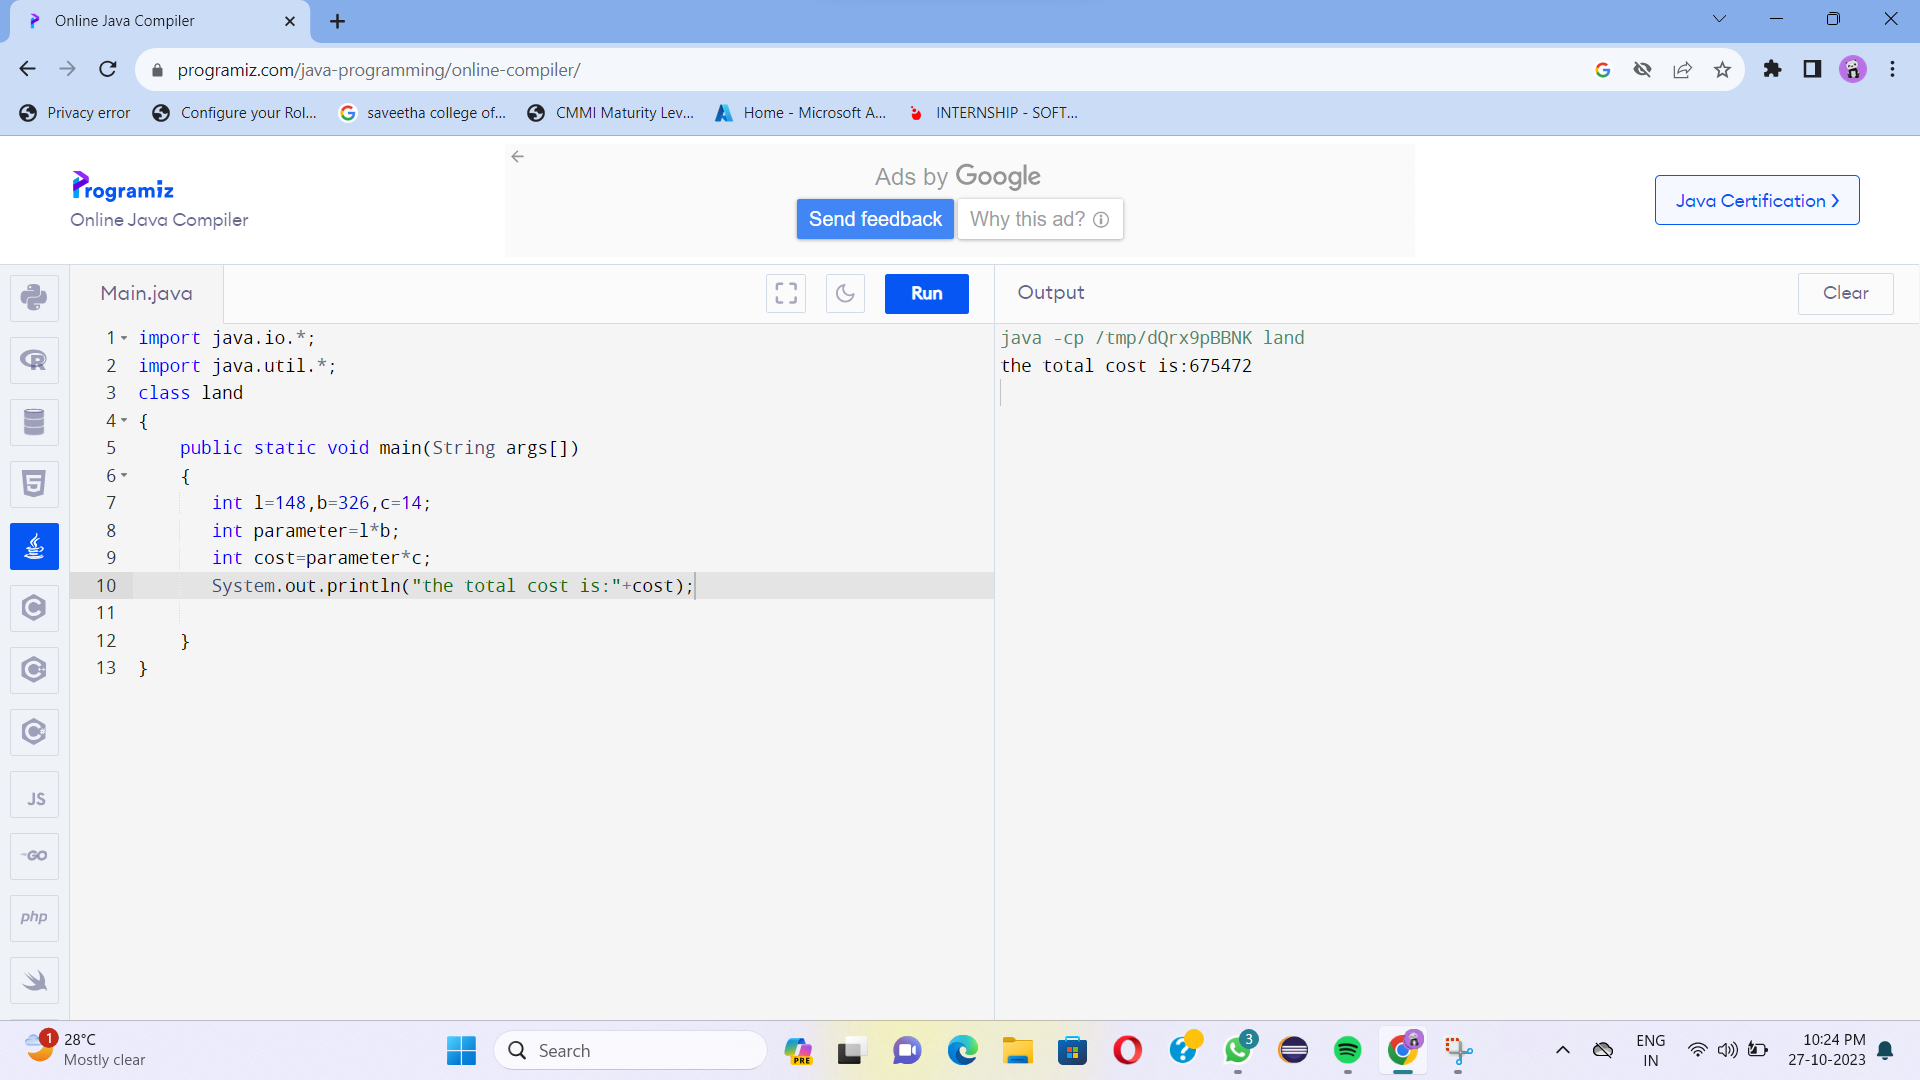 Online Java Compiler
programiz.com/java-programming/online-compiler/
Privacy error
Configure your Rol...
saveetha college of...
CMMI Maturity Lev...
Home - Microsoft A...
INTERNSHIP - SOFT...
Programiz
Online Java Compiler
Ads by Google
Send feedback
Why this ad?
Java Certification ›
Main.java
Run
Output
Clear
1 import java.io.*;
2 import java.util.*;
3 class land
4 {
5 public static void main(String args[])
6 {
7 int l=148,b=326,c=14;
8 int parameter=l*b;
9 int cost=parameter*c;
10 System.out.println("the total cost is:"+cost);
11
12 }
13 }
java -cp /tmp/dQrx9pBBNK land
the total cost is:675472
JS
GO
php
1
28°C
Mostly clear
Search
PRE
3
ENG
IN
10:24 PM
27-10-2023